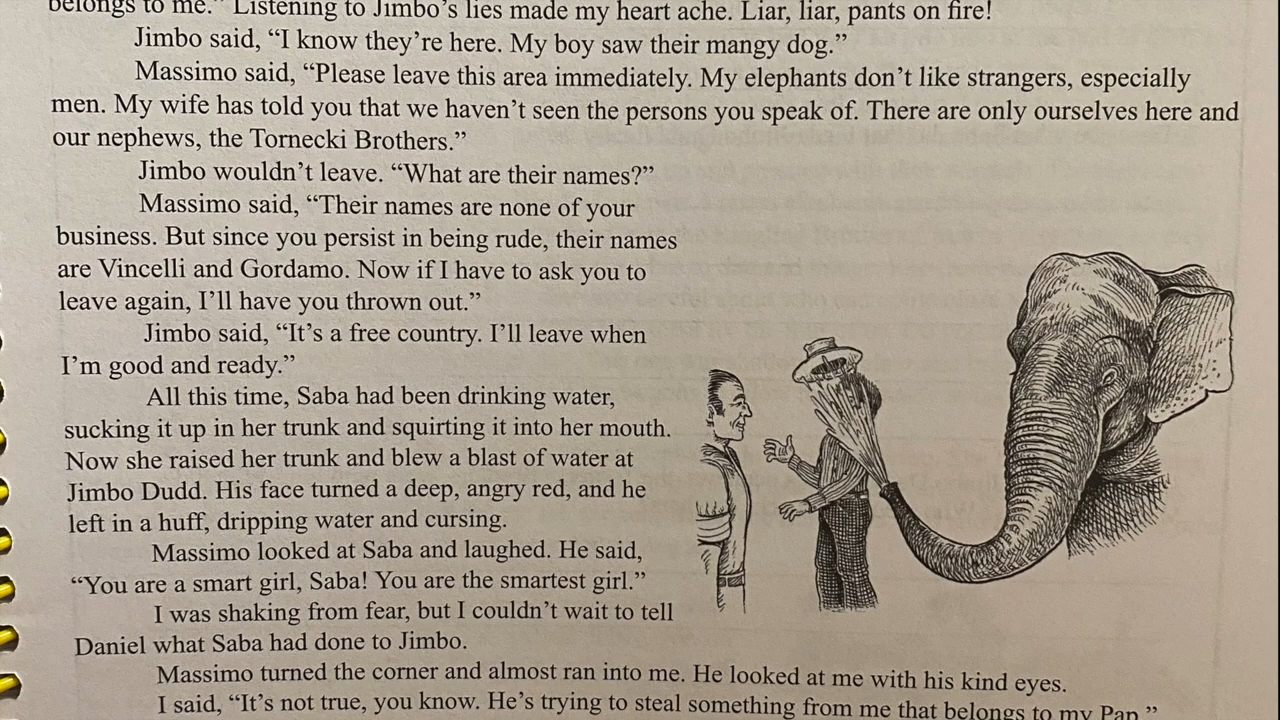 belongs to me.” Listening to Jimbo’s lies made my heart ache. Liar, liar, pants on fire!
Jimbo said, “I know they’re here. My boy saw their mangy dog.”
Massimo said, “Please leave this area immediately. My elephants don’t like strangers, especially
men. My wife has told you that we haven’t seen the persons you speak of. There are only ourselves here and
our nephews, the Tornecki Brothers.”
Jimbo wouldn’t leave. “What are their names?”
Massimo said, “Their names are none of your
business. But since you persist in being rude, their names
are Vincelli and Gordamo. Now if I have to ask you to
leave again, I’ll have you thrown out.”
Jimbo said, “It’s a free country. I’ll leave when
I’m good and ready.”
All this time, Saba had been drinking water,
sucking it up in her trunk and squirting it into her mouth.
Now she raised her trunk and blew a blast of water at
Jimbo Dudd. His face turned a deep, angry red, and he
left in a huff, dripping water and cursing.
Massimo looked at Saba and laughed. He said,
“You are a smart girl, Saba! You are the smartest girl.”
I was shaking from fear, but I couldn’t wait to tell
Daniel what Saba had done to Jimbo.
Massimo turned the corner and almost ran into me. He looked at me with his kind eyes.
I said, “It’s not true, you know. He’s trying to steal something from me that belongs to my Pap.”